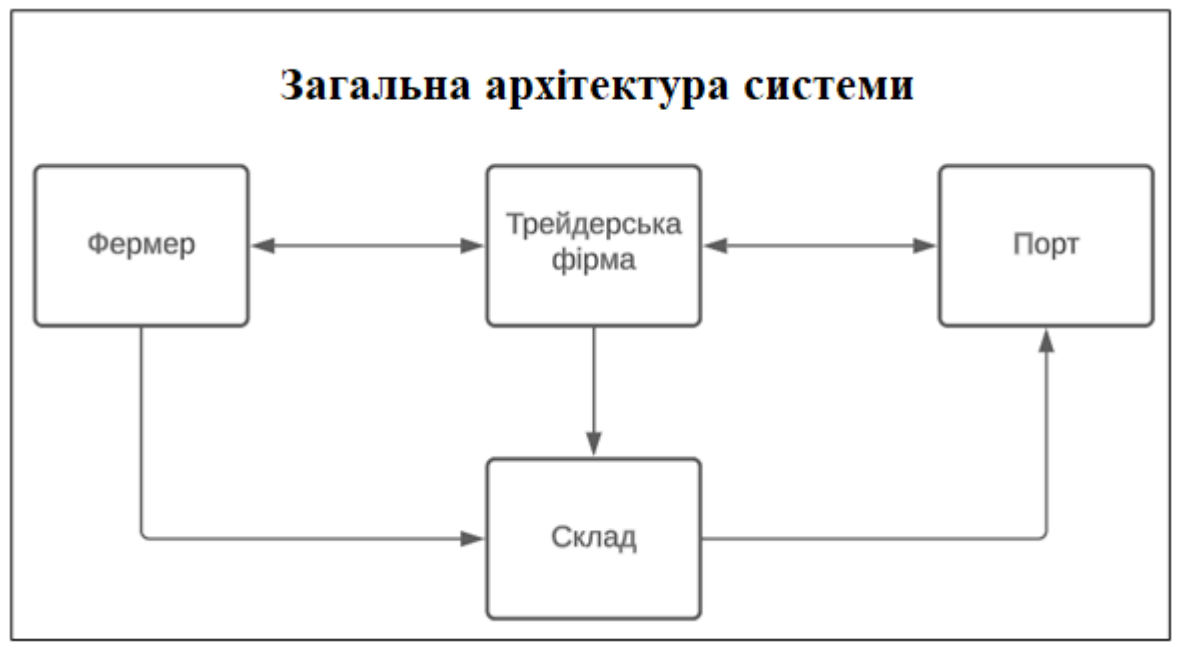 Загальна архітектура системи
Фермер
Трейдерська
фірма
Порт
Склад